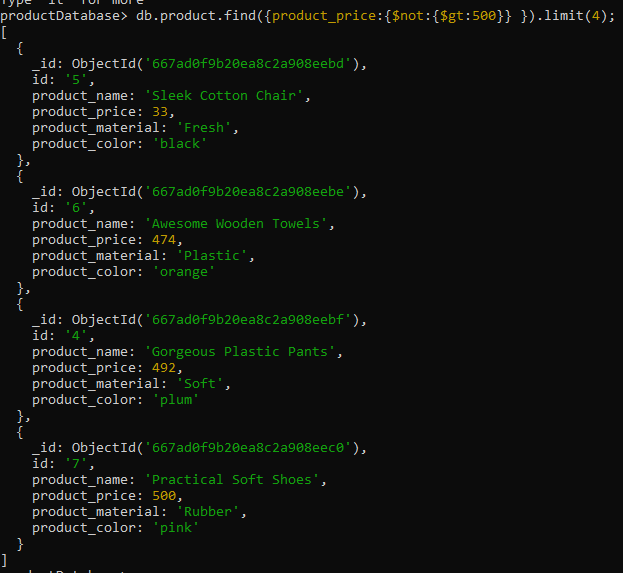 Type "it" for more
productDatabase> db.product.find({product_price:{$not:{$gt:500}} }).limit(4);
[
  {
    _id: ObjectId('667ad0f9b20ea8c2a908eebd'),
    id: '5',
    product_name: 'Sleek Cotton Chair',
    product_price: 33,
    product_material: 'Fresh',
    product_color: 'black'
  },
  {
    _id: ObjectId('667ad0f9b20ea8c2a908eebe'),
    id: '6',
    product_name: 'Awesome Wooden Towels',
    product_price: 474,
    product_material: 'Plastic',
    product_color: 'orange'
  },
  {
    _id: ObjectId('667ad0f9b20ea8c2a908eebf'),
    id: '4',
    product_name: 'Gorgeous Plastic Pants',
    product_price: 492,
    product_material: 'Soft',
    product_color: 'plum'
  },
  {
    _id: ObjectId('667ad0f9b20ea8c2a908eec0'),
    id: '7',
    product_name: 'Practical Soft Shoes',
    product_price: 500,
    product_material: 'Rubber',
    product_color: 'pink'
  }
]